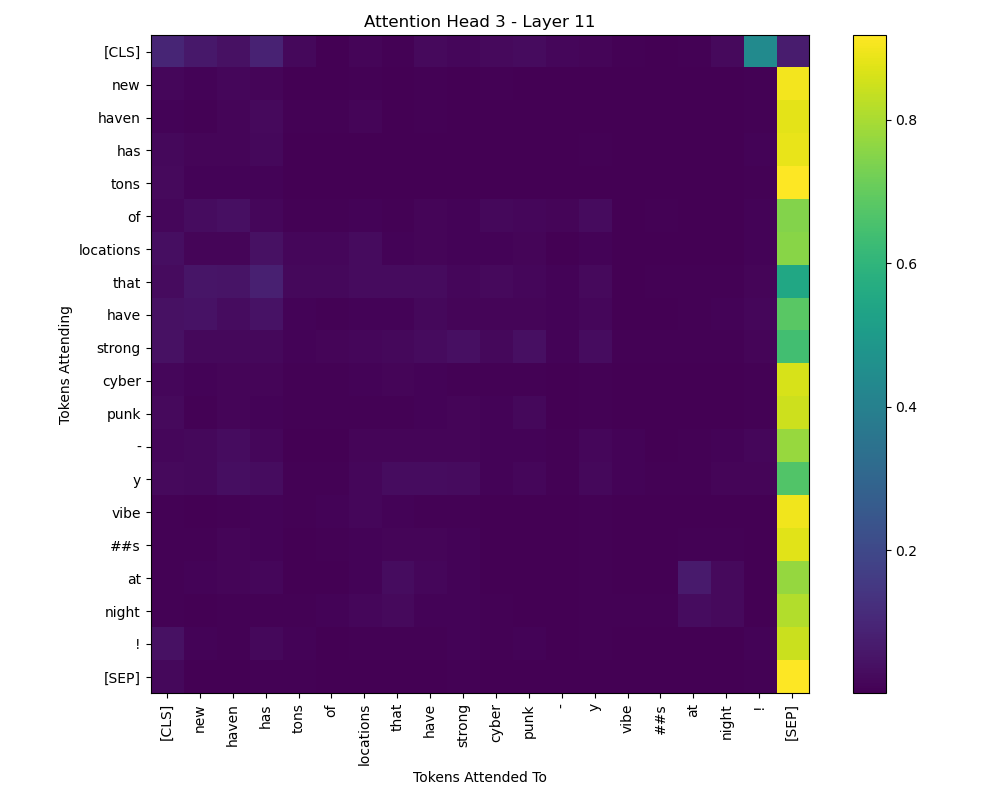 Attention Head 3 - Layer 11
[CLS]
new
haven
has
tons
of
locations
that
have
strong
cyber
punk
-
y
vibe
##s
at
night
!
[SEP]
Tokens Attending
[CLS]
new
haven
has
tons
of
locations
that
have
strong
cyber
punk
-
y
vibe
##s
at
night
!
[SEP]
Tokens Attended To
0.8
0.6
0.4
0.2